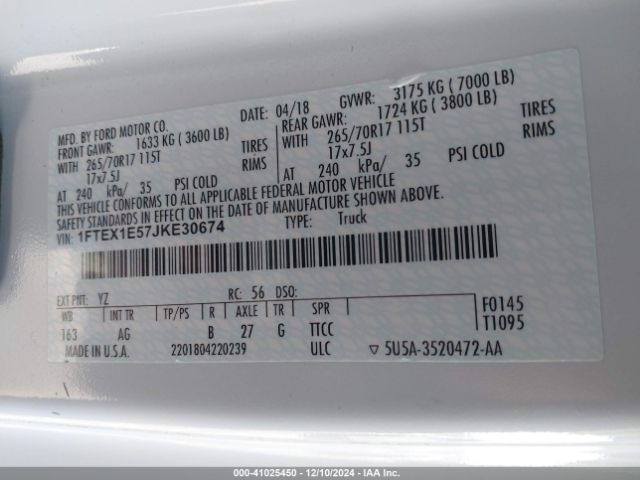 MFD. BY FORD MOTOR CO.
DATE: 04/18 GVWR: 3175 KG ( 7000 LB)
FRONT GAWR: 1633 KG ( 3600 LB) REAR GAWR: 1724 KG ( 3800 LB)
WITH 265/70R17 115T TIRES WITH 265/70R17 115T TIRES
17x7.5J RIMS 17x7.5J RIMS
AT 240 kPa/ 35 PSI COLD AT 240 kPa/ 35 PSI COLD
THIS VEHICLE CONFORMS TO ALL APPLICABLE FEDERAL MOTOR VEHICLE
SAFETY STANDARDS IN EFFECT ON THE DATE OF MANUFACTURE SHOWN ABOVE.
VIN: 1FTEX1E57JKE30674 TYPE: Truck
EXT PNT: YZ RC: 56 DSO:
WB INT TR TP/PS R AXLE TR SPR F0145
163 AG B 27 G TTCC T1095
MADE IN U.S.A. 2201804220239 ULC ▽ 5U5A-3520472-AA
000-41025450 - 12/10/2024 - IAAI.com